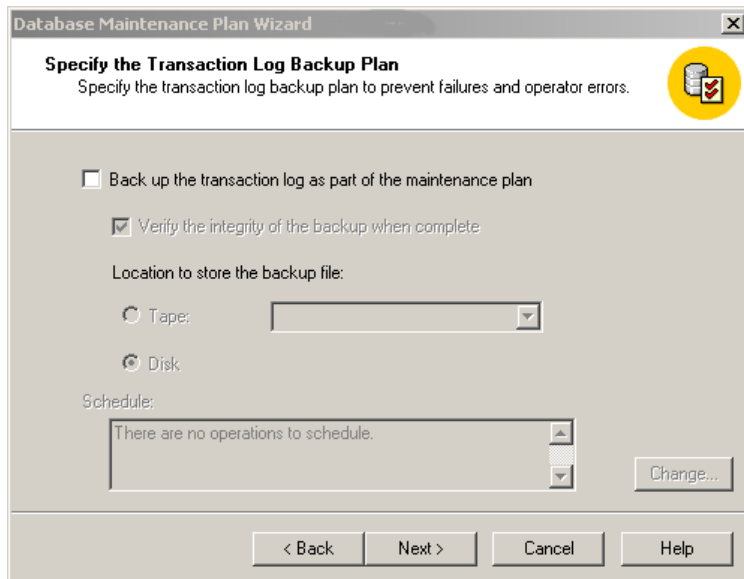 Database Maintenance Plan Wizard
Specify the Transaction Log Backup Plan
Specify the transaction log backup plan to prevent failures and operator errors.
Back up the transaction log as part of the maintenance plan
Verify the integrity of the backup when complete
Location to store the backup file:
Tape:
Disk
Schedule:
There are no operations to schedule.
Change...
< Back Next > Cancel Help